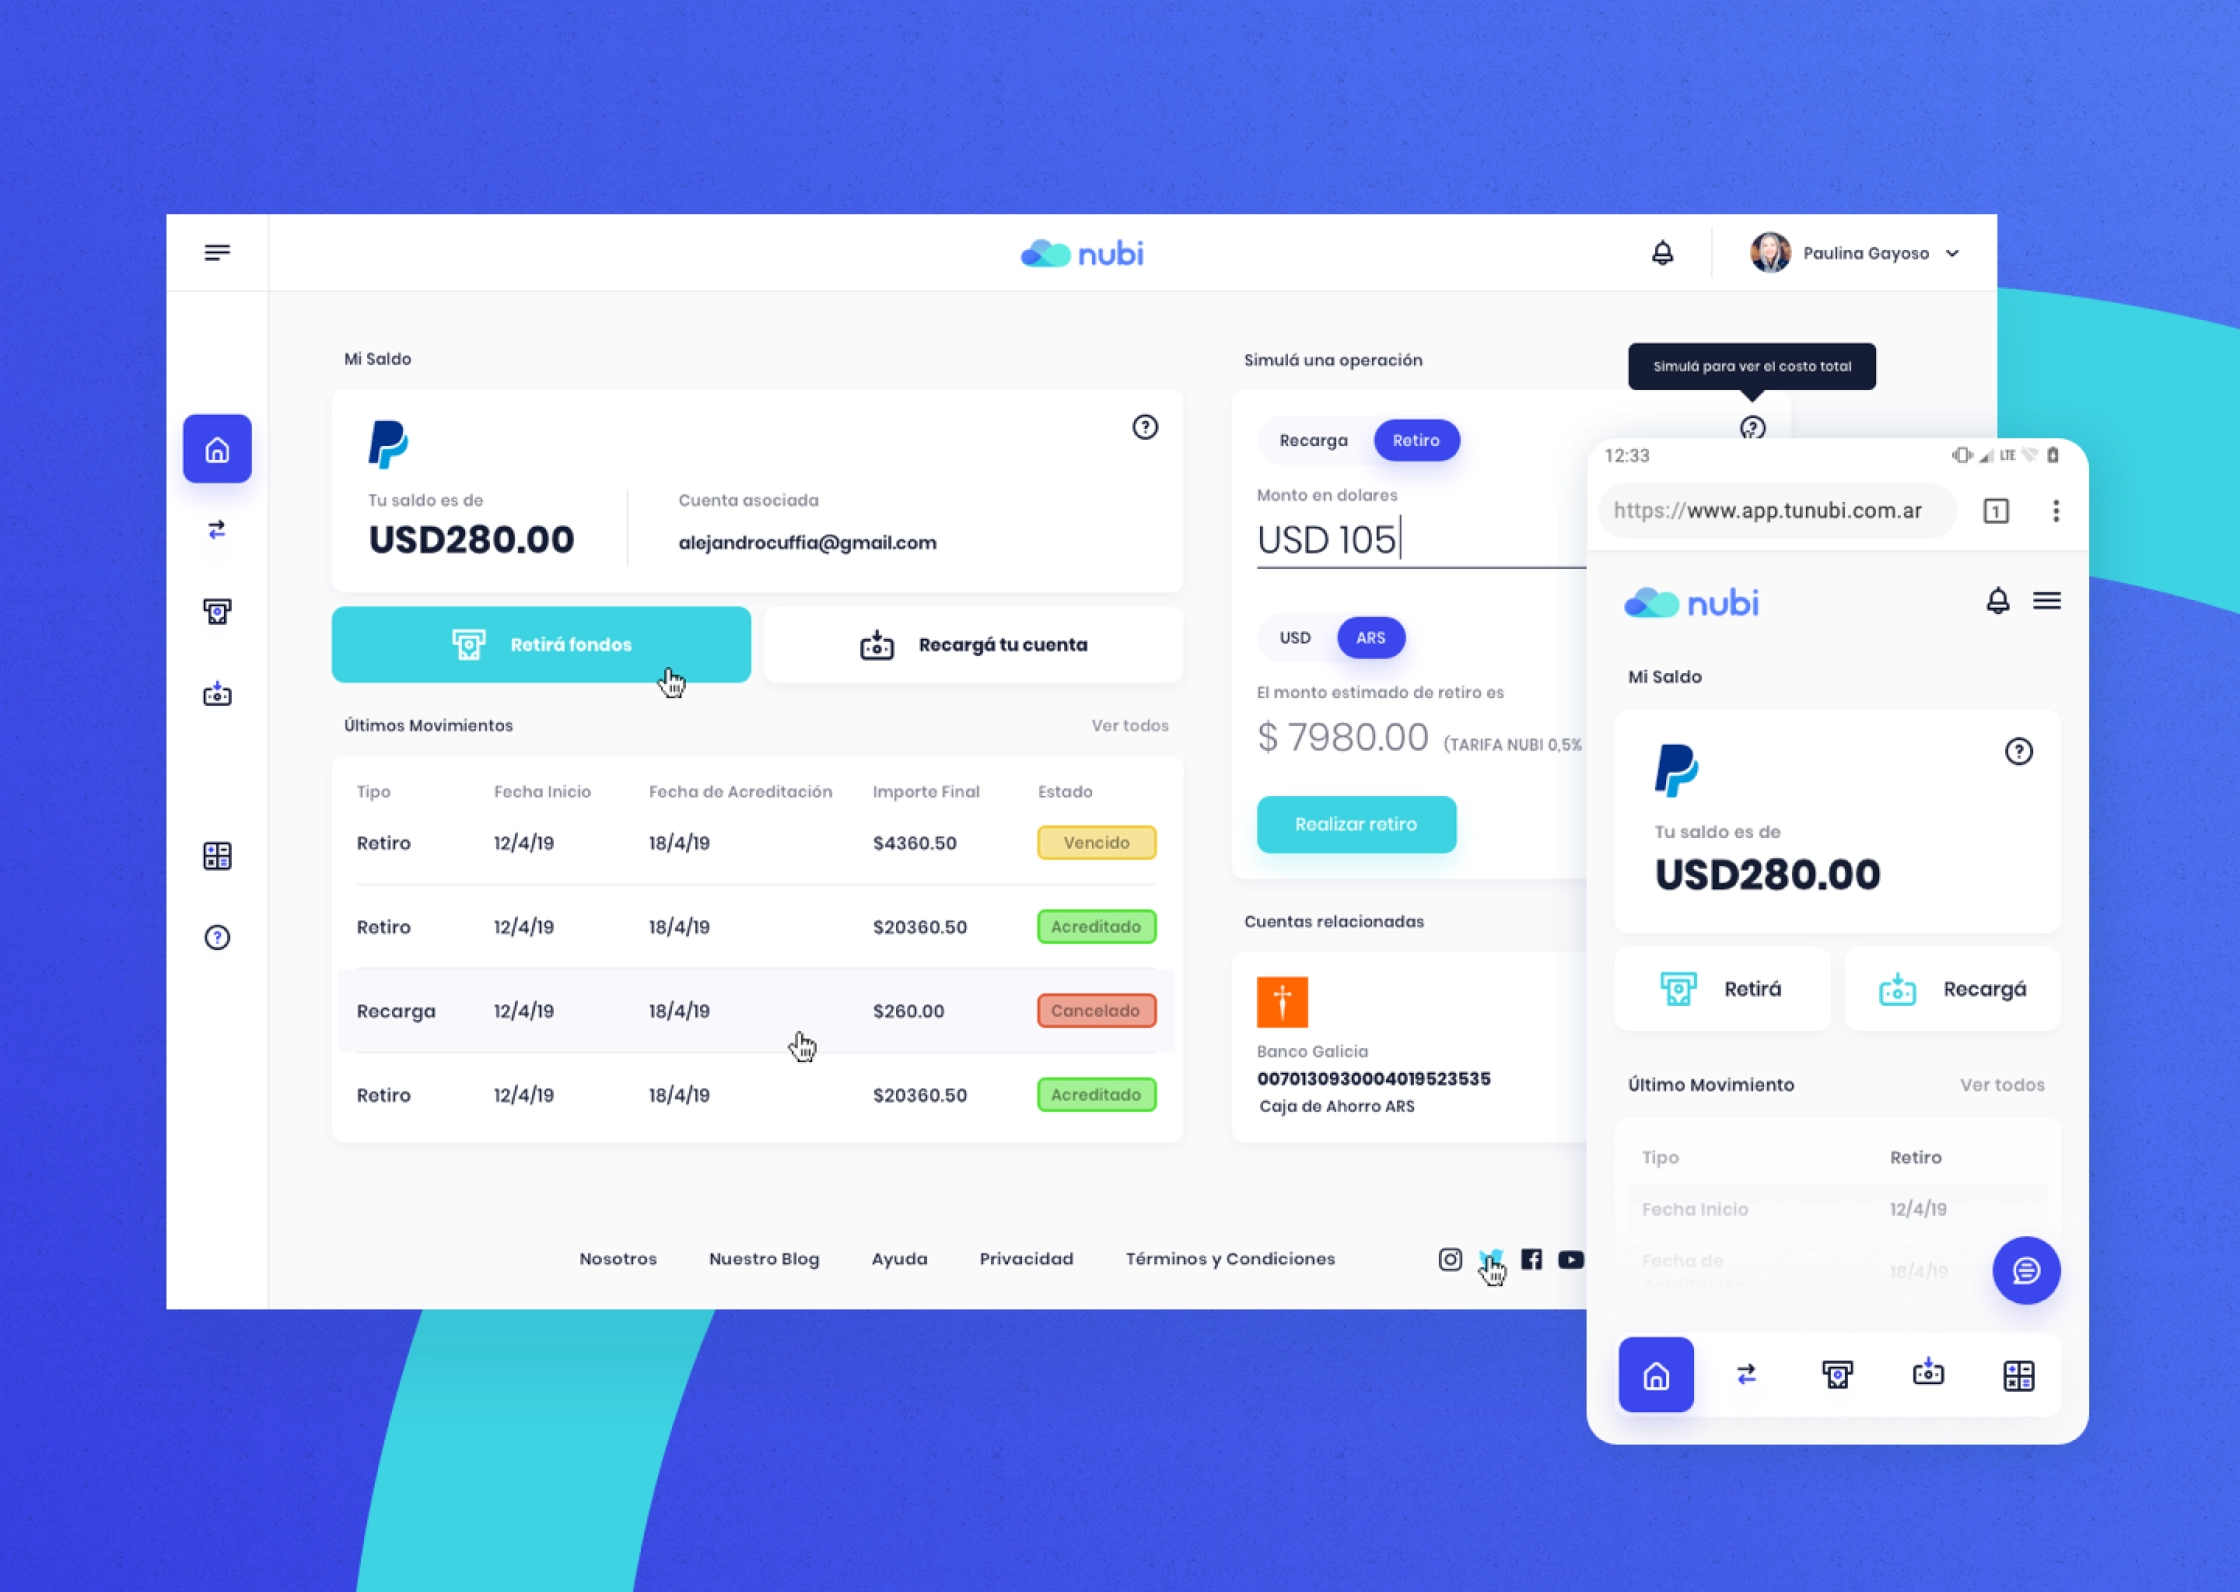 nubi
Paulina Gayoso
Mi Saldo
?
Tu saldo es de
USD280.00
Cuenta asociada
alejandrocuffia@gmail.com
Retirá fondos
Recargá tu cuenta
Últimos Movimientos
Ver todos
Tipo Fecha Inicio Fecha de Acreditación Importe Final Estado
Retiro 12/4/19 18/4/19 $4360.50 Vencido
Retiro 12/4/19 18/4/19 $20360.50 Acreditado
Recarga 12/4/19 18/4/19 $260.00 Cancelado
Retiro 12/4/19 18/4/19 $20360.50 Acreditado
?
Simulá una operación
Simulá para ver el costo total
Recarga Retiro
?
Monto en dolares
USD 105
USD ARS
El monto estimado de retiro es
$ 7980.00 (TARIFA NUBI 0,5%
Realizar retiro
Cuentas relacionadas
Banco Galicia
0070130930004019523535
Caja de Ahorro ARS
Nosotros Nuestro Blog Ayuda Privacidad Términos y Condiciones
12:33
LTE
https://www.app.tunubi.com.ar
1
nubi
Mi Saldo
?
Tu saldo es de
USD280.00
Retirá Recargá
Último Movimiento
Ver todos
Tipo Retiro
Fecha Inicio 12/4/19
Fecha de
Acreditación
18/4/19